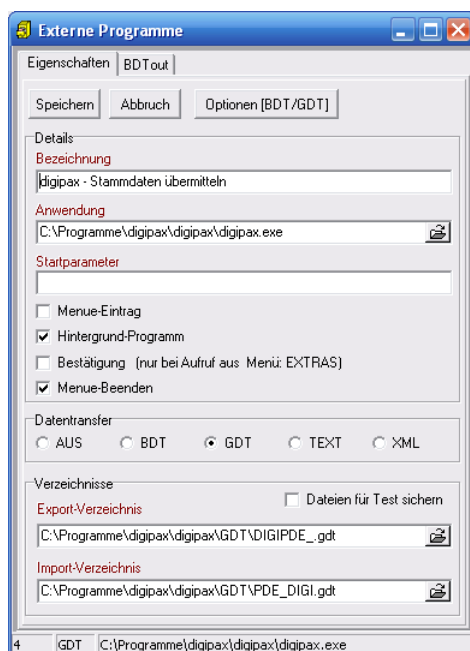 Externe Programme
Eigenschaften BDTout
Speichern Abbruch Optionen [BDT/GDT]
Details
Bezeichnung
digipax - Stammdaten übermitteln
Anwendung
C:\Programme\digipax\digipax\digipax.exe
Startparameter
Menue-Eintrag
Hintergrund-Programm
Bestätigung (nur bei Aufruf aus Menü: EXTRAS)
Menue-Beenden
Datentransfer
AUS BDT GDT TEXT XML
Verzeichnisse
Dateien für Test sichern
Export-Verzeichnis
C:\Programme\digipax\digipax\GDT\DIGIPDE_.gdt
Import-Verzeichnis
C:\Programme\digipax\digipax\GDT\PDE_DIGI.gdt
4 GDT C:\Programme\digipax\digipax\digipax.exe